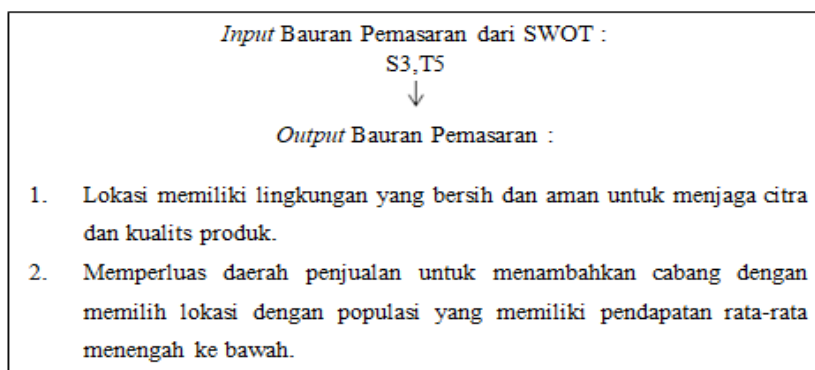 Input Bauran Pemasaran dari SWOT :
S3,T5
↓
Output Bauran Pemasaran :
1. Lokasi memiliki lingkungan yang bersih dan aman untuk menjaga citra
dan kualits produk.
2. Memperluas daerah penjualan untuk menambahkan cabang dengan
memilih lokasi dengan populasi yang memiliki pendapatan rata-rata
menengah ke bawah.